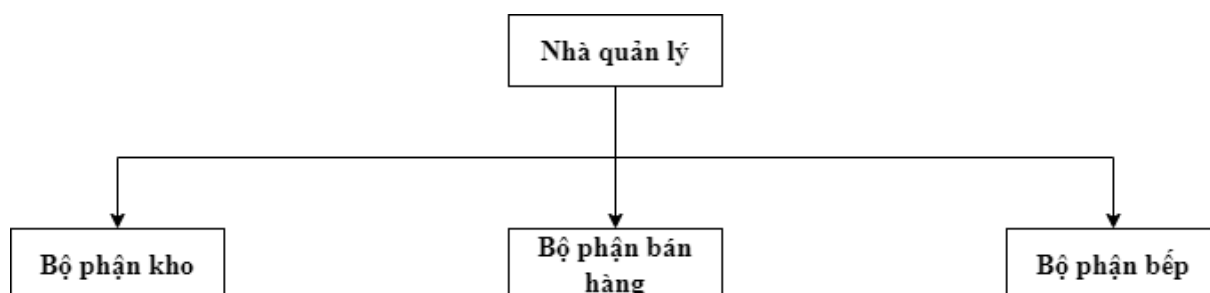 Nhà quản lý
Bộ phận kho
Bộ phận bán
hàng
Bộ phận bếp